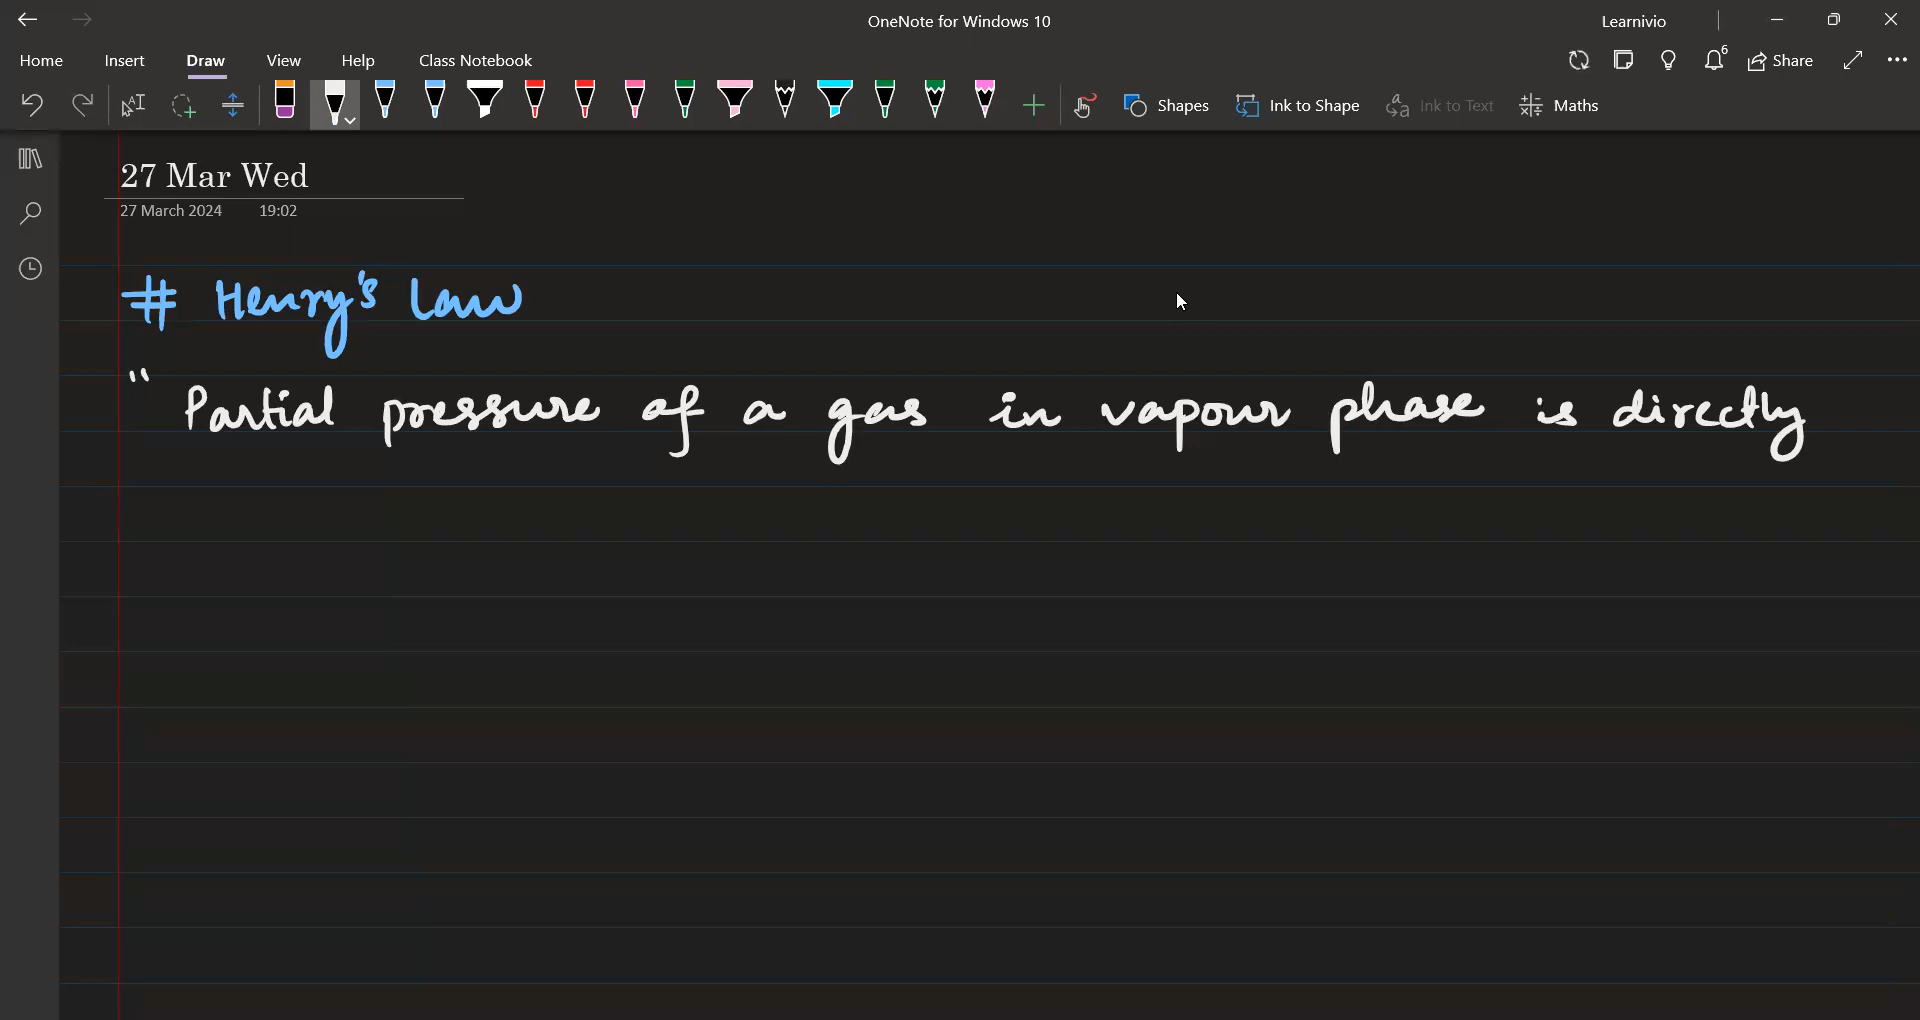 OneNote for Windows 10
Learnivio
Home Insert Draw View Help Class Notebook
6
Share
Shapes Ink to Shape Ink to Text Maths
27 Mar Wed
27 March 2024 19:02
# Henry's Law
" Partial pressure of a gas in vapour phase is directly